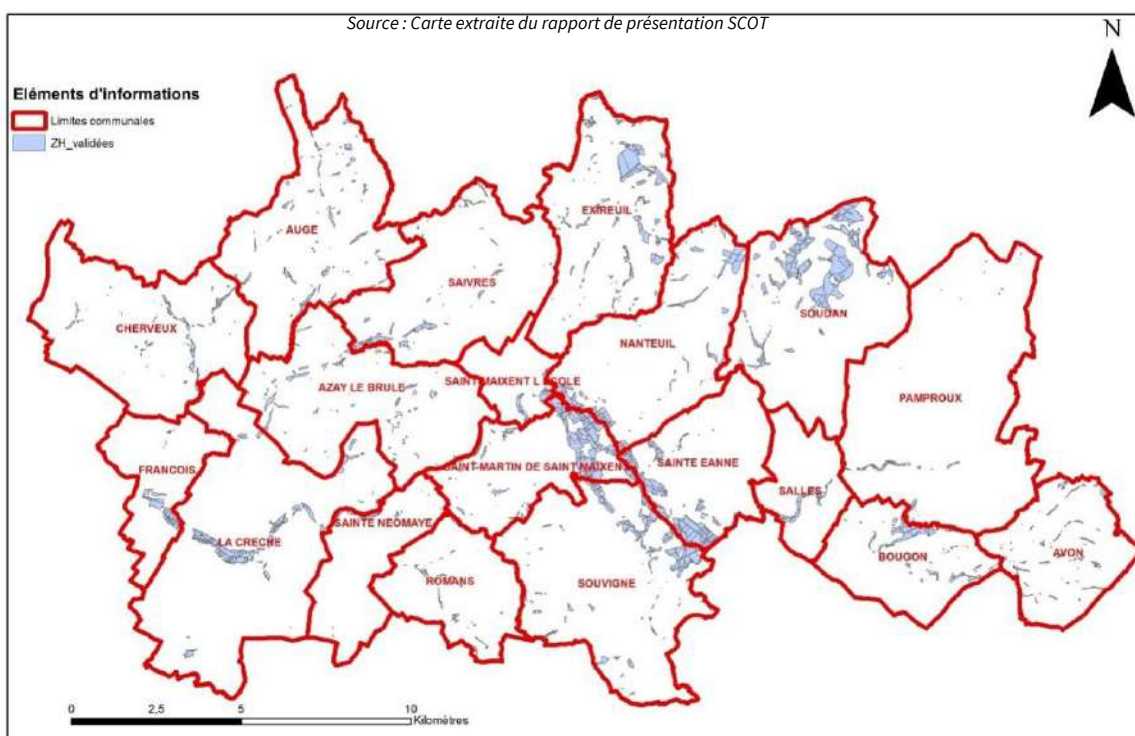 Source : Carte extraite du rapport de présentation SCOT
N
Eléments d'informations
Limites communales
ZH_validées
EXIREUIL
AUGE
SAIVRES
SOUDAN
CHERVEUX
NANTEUIL
SAINT MAIXENT L ECOLE
AZAY LE BRULE
PAMPROUX
SAINTE EANNE
FRANCOIS
SAINT-MARTIN DE SAINT MAIXEN
SALLES
SAINTE NEOMAYE
LA CRECHE
AVON
BOUGON
ROMANS
SOUVIGNE
0 2,5 5 10
Kilomètres